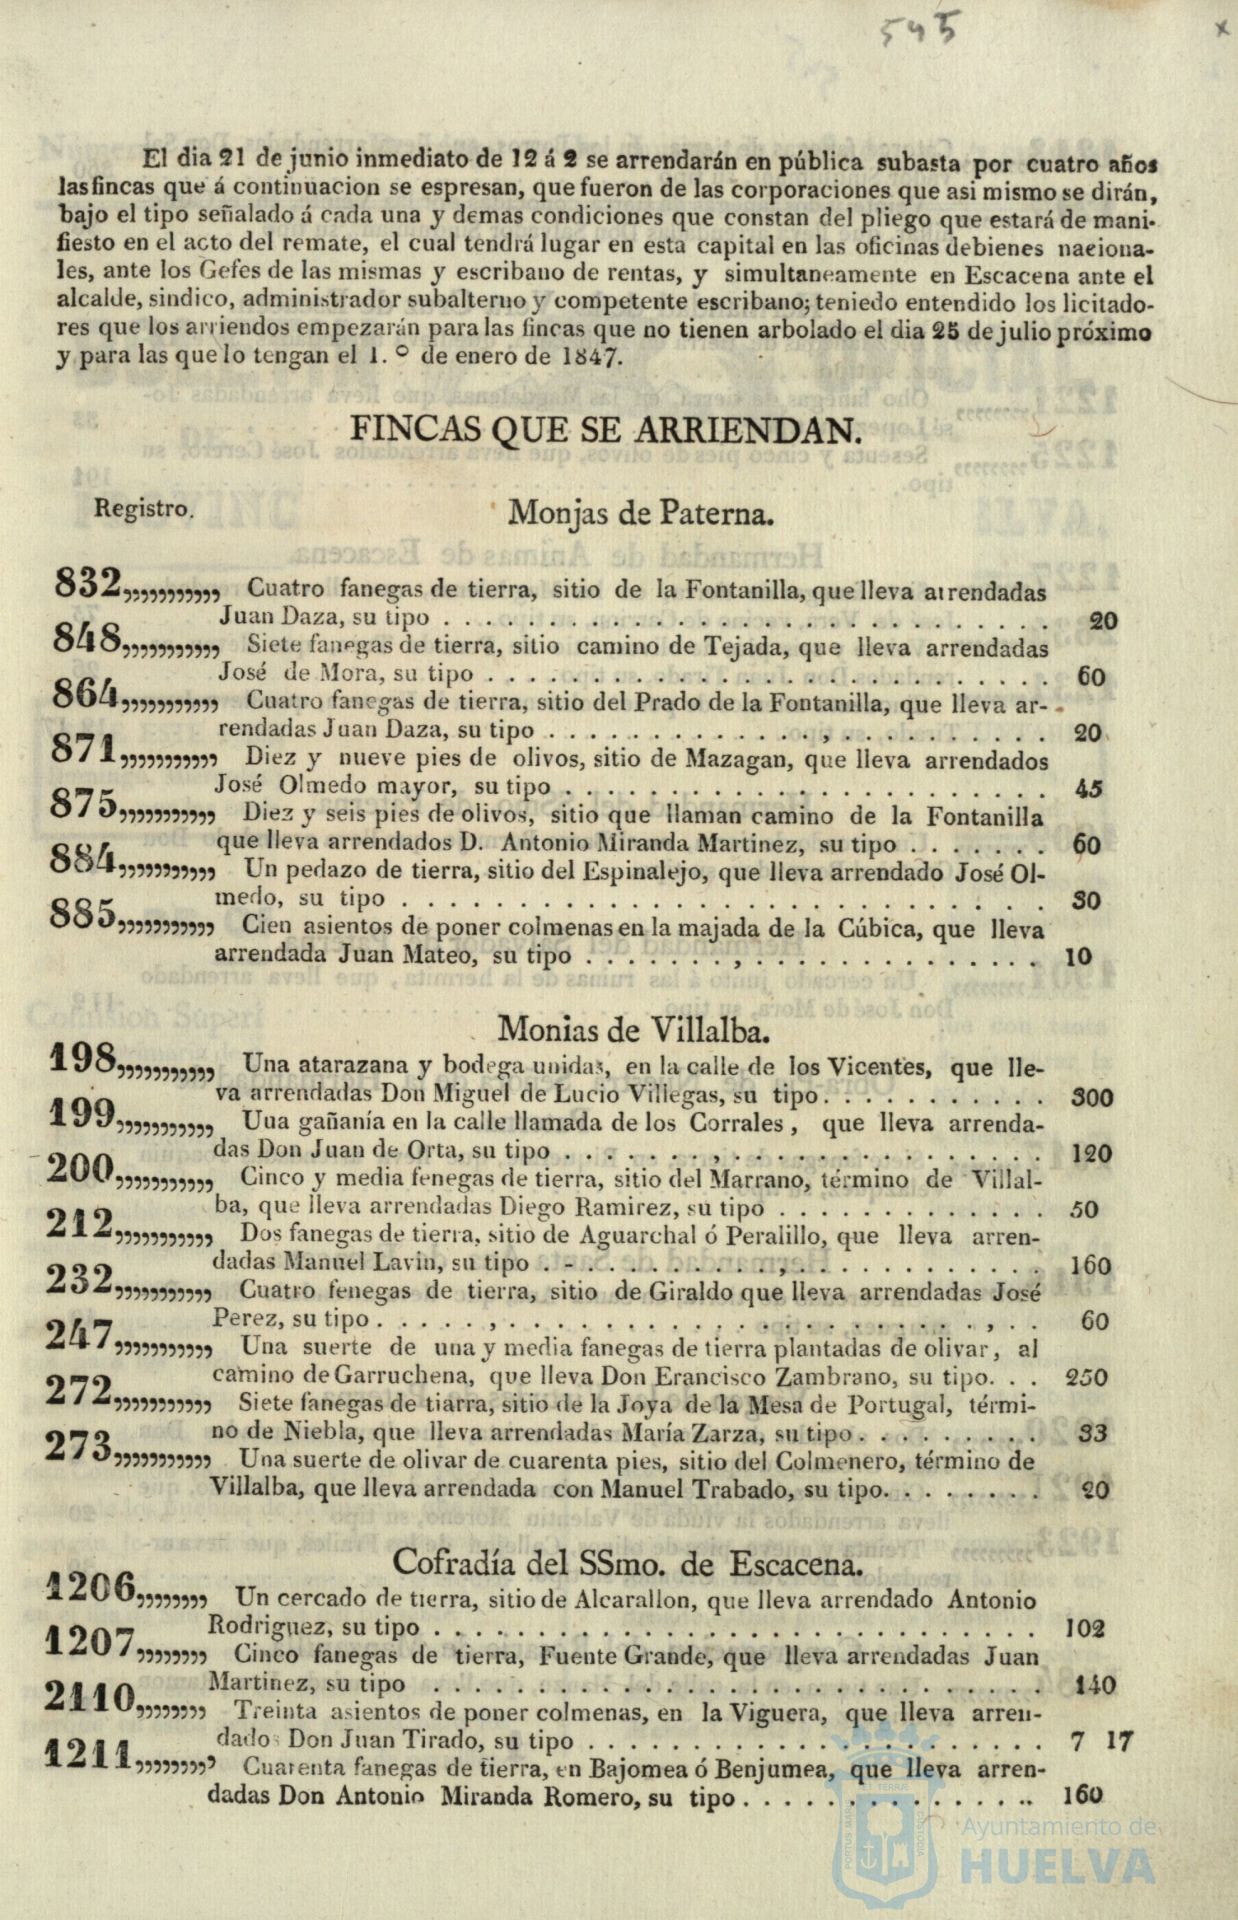 545 x
El dia 21 de junio inmediato de 12 á 2 se arrendarán en pública subasta por cuatro años
las fincas que á continuacion se espresan, que fueron de las corporaciones que asi mismo se dirán,
bajo el tipo señalado á cada una y demas condiciones que constan del pliego que estará de mani-
fiesto en el acto del remate, el cual tendrá lugar en esta capital en las oficinas debienes naciona-
les, ante los Gefes de las mismas y escribano de rentas, y simultaneamente en Escacena ante el
alcalde, sindico, administrador subalterno y competente escribano; teniedo entendido los licitado-
res que los arriendos empezarán para las fincas que no tienen arbolado el dia 25 de julio próximo
y para las que lo tengan el 1.º de enero de 1847.
FINCAS QUE SE ARRIENDAN.
Registro. Monjas de Paterna.
832,,,,,,,,,,, Cuatro fanegas de tierra, sitio de la Fontanilla, que lleva arrendadas
Juan Daza, su tipo . . . . . . . . . . . . . . . . . . . . . . . 20
848,,,,,,,,,,, Siete fanegas de tierra, sitio camino de Tejada, que lleva arrendadas
José de Mora, su tipo . . . . . . . . . . . . . . . . . . . . . 60
864,,,,,,,,,,, Cuatro fanegas de tierra, sitio del Prado de la Fontanilla, que lleva ar-
rendadas Juan Daza, su tipo . . . . . . . . . . . , . . . . . . . . 20
871,,,,,,,,,,, Diez y nueve pies de olivos, sitio de Mazagan, que lleva arrendados
José Olmedo mayor, su tipo . . . . . . . . . . . . . . . . . . 45
875,,,,,,,,,,, Diez y seis pies de olivos, sitio que llaman camino de la Fontanilla
que lleva arrendados D. Antonio Miranda Martinez, su tipo . . . . . . . 60
884,,,,,,,,,,, Un pedazo de tierra, sitio del Espinalejo, que lleva arrendado José Ol-
medo, su tipo . . . . . . . . . . . . . . . . . . . . . . . . . 30
885,,,,,,,,,,, Cien asientos de poner colmenas en la majada de la Cúbica, que lleva
arrendada Juan Mateo, su tipo . . . . . . , . . . . . . . . . . . 10
Monias de Villalba.
198,,,,,,,,,,, Una atarazana y bodega unidas, en la calle de los Vicentes, que lle-
va arrendadas Don Miguel de Lucio Villegas, su tipo. . . . . . . . . . . 300
199,,,,,,,,,,, Uua gañanía en la calle llamada de los Corrales , que lleva arrenda-
das Don Juan de Orta, su tipo . . . . . . , . . . . . . . . . . . . 120
200,,,,,,,,,,, Cinco y media fenegas de tierra, sitio del Marrano, término de Villal-
ba, que lleva arrendadas Diego Ramirez, su tipo . . . . . . . . . . . . 50
212,,,,,,,,,,, Dos fanegas de tierra, sitio de Aguarchal ó Peralillo, que lleva arren-
dadas Manuel Lavin, su tipo . - . . . . . . . . , . . . . . . . . . . 160
232,,,,,,,,,,, Cuatro fenegas de tierra, sitio de Giraldo que lleva arrendadas José
Perez, su tipo . . . . , . . . . . . . . . . . . . . . . . . , . . 60
247,,,,,,,,,,, Una suerte de una y media fanegas de tierra plantadas de olivar, al
camino de Garruchena, que lleva Don Erancisco Zambrano, su tipo. . . 250
272,,,,,,,,,,, Siete fanegas de tiarra, sitio de la Joya de la Mesa de Portugal, térmi-
no de Niebla, que lleva arrendadas María Zarza, su tipo . . . . . . . . . 33
273,,,,,,,,,,, Una suerte de olivar de cuarenta pies, sitio del Colmenero, término de
Villalba, que lleva arrendada con Manuel Trabado, su tipo. . . . . . . . 20
Cofradía del SSmo. de Escacena.
1206,,,,,,,, Un cercado de tierra, sitio de Alcarallon, que lleva arrendado Antonio
Rodriguez, su tipo . . . . . . . . . . . . . . . . . . . . . . . 102
1207,,,,,,,, Cinco fanegas de tierra, Fuente Grande, que lleva arrendadas Juan
Martinez, su tipo . . . . . . . . . . . . . . . . . . . . . . . 140
2110,,,,,,,, Treinta asientos de poner colmenas, en la Viguera, que lleva arren-
dados Don Juan Tirado, su tipo . . . . . . . . . . . . . . . . . . 7 17
1211,,,,,,,,, Cuarenta fanegas de tierra, en Bajomea ó Benjumea, que lleva arren-
dadas Don Antonio Miranda Romero, su tipo . . . . . . . . . . . . . 160
Ayuntamiento de
HUELVA